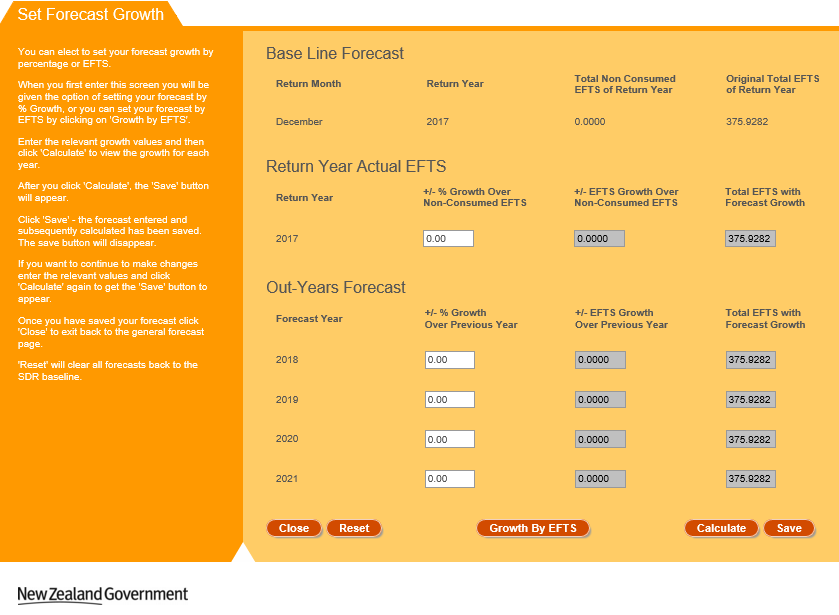 Set Forecast Growth
You can elect to set your forecast growth by
percentage or EFTS.
When you first enter this screen you will be
given the option of setting your forecast by
% Growth, or you can set your forecast by
EFTS by clicking on 'Growth by EFTS'.
Enter the relevant growth values and then
click 'Calculate' to view the growth for each
year.
After you click 'Calculate', the 'Save' button
will appear.
Click 'Save' - the forecast entered and
subsequently calculated has been saved.
The save button will disappear.
If you want to continue to make changes
enter the relevant values and click
'Calculate' again to get the 'Save' button to
appear.
Once you have saved your forecast click
'Close' to exit back to the general forecast
page.
'Reset' will clear all forecasts back to the
SDR baseline.
Base Line Forecast
Return Month Return Year Total Non Consumed EFTS of Return Year Original Total EFTS of Return Year
December 2017 0.0000 375.9282
Return Year Actual EFTS
Return Year +/- % Growth Over Non-Consumed EFTS +/- EFTS Growth Over Non-Consumed EFTS Total EFTS with Forecast Growth
2017 0.00 0.0000 375.9282
Out-Years Forecast
Forecast Year +/- % Growth Over Previous Year +/- EFTS Growth Over Previous Year Total EFTS with Forecast Growth
2018 0.00 0.0000 375.9282
2019 0.00 0.0000 375.9282
2020 0.00 0.0000 375.9282
2021 0.00 0.0000 375.9282
Close Reset Growth By EFTS Calculate Save
New Zealand Government